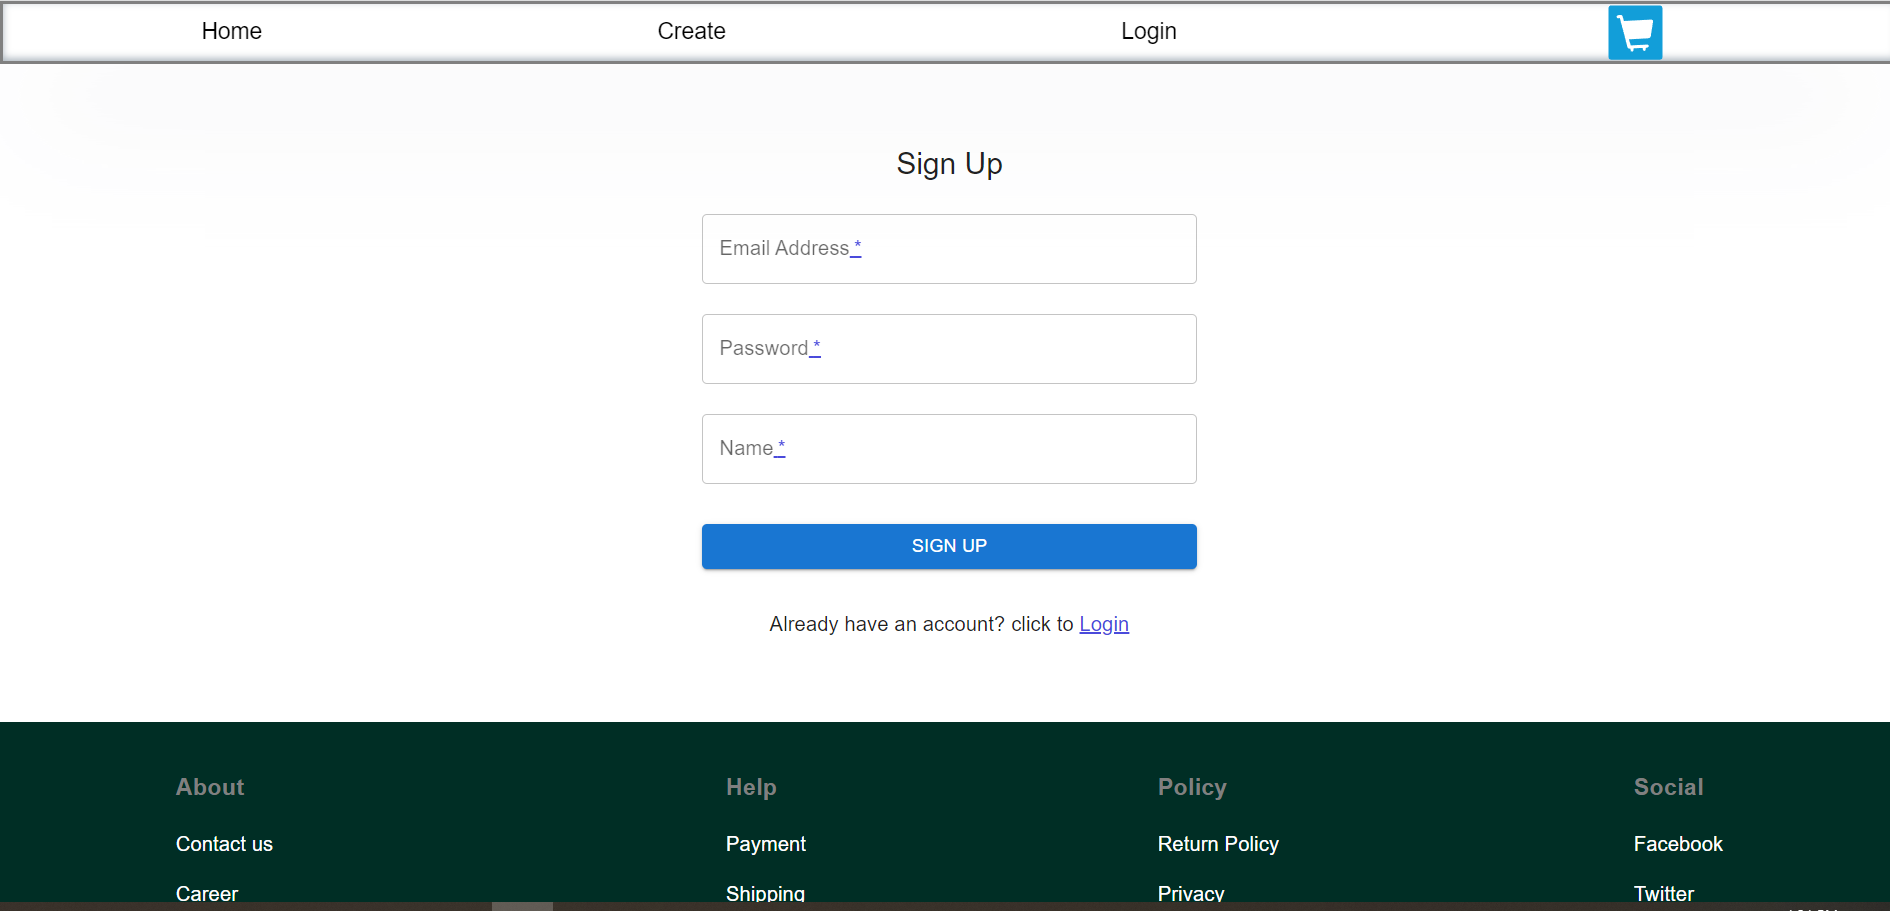 Home Create Login
Sign Up
Email Address *
Password *
Name *
SIGN UP
Already have an account? click to Login
About Help Policy Social
Contact us Payment Return Policy Facebook
Career Shipping Privacy Twitter